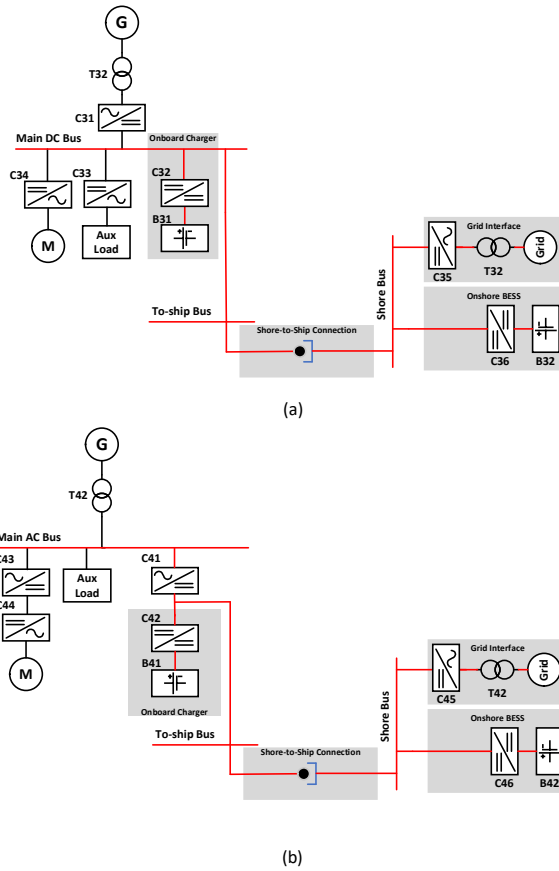 G
T32
C31
Main DC Bus
Onboard Charger
C34
C33
C32
B31
M
Aux
Load
Grid Interface
C35
T32
Grid
Shore Bus
To-ship Bus
Shore-to-Ship Connection
Onshore BESS
C36
B32
(a)
G
T42
Main AC Bus
C43
C41
Aux
Load
C44
C42
M
B41
Onboard Charger
Grid Interface
C45
T42
Grid
Shore Bus
To-ship Bus
Shore-to-Ship Connection
Onshore BESS
C46
B42
(b)